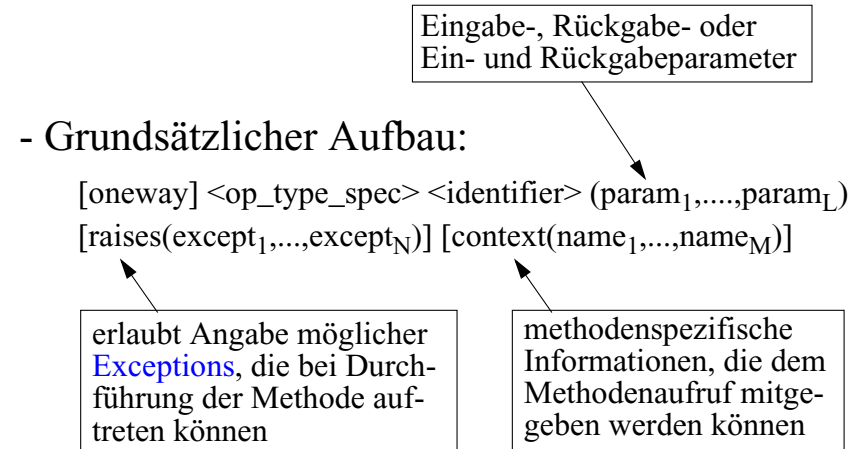 Eingabe-, Rückgabe- oder
Ein- und Rückgabeparameter
- Grundsätzlicher Aufbau:
[oneway] <op_type_spec> <identifier> (param1,....,paramL)
[raises(except1,...,exceptN)] [context(name1,...,nameM)]
erlaubt Angabe möglicher
Exceptions, die bei Durch-
führung der Methode auf-
treten können
methodenspezifische
Informationen, die dem
Methodenaufruf mitge-
geben werden können